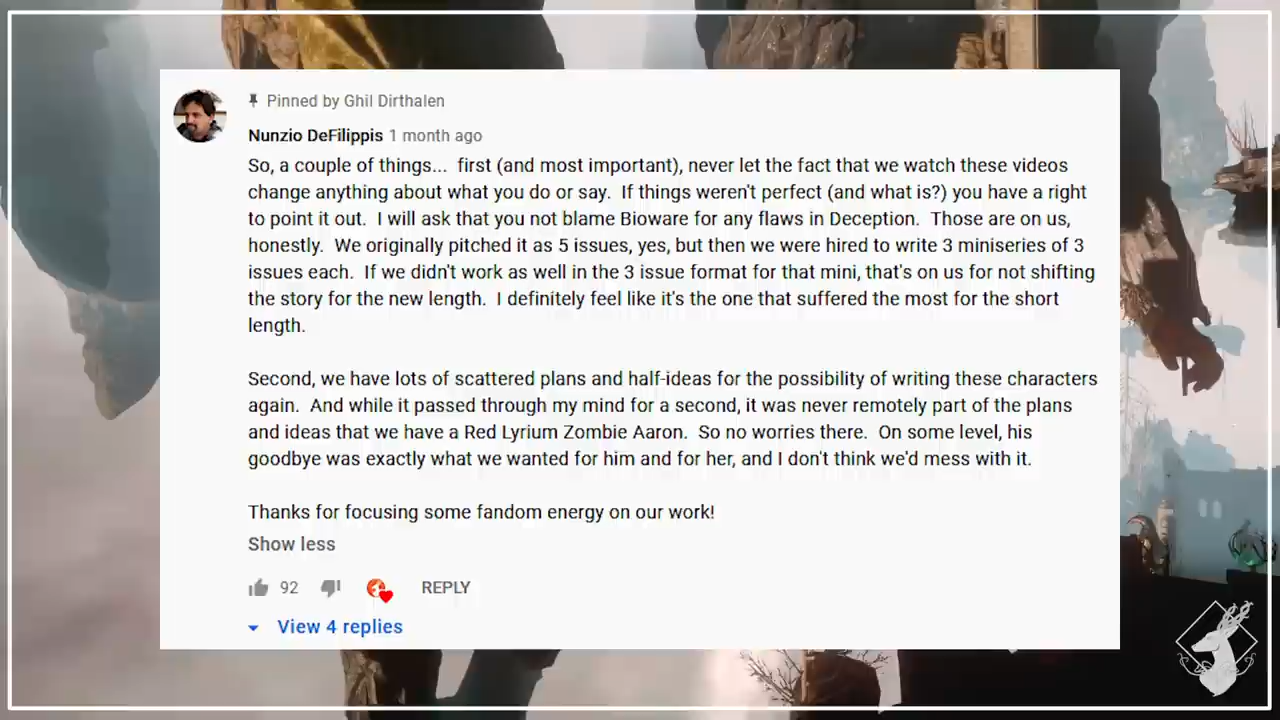 Pinned by Ghil Dirthalen
Nunzio DeFilippis 1 month ago
So, a couple of things...  first (and most important), never let the fact that we watch these videos
change anything about what you do or say.  If things weren't perfect (and what is?) you have a right
to point it out.  I will ask that you not blame Bioware for any flaws in Deception.  Those are on us,
honestly.  We originally pitched it as 5 issues, yes, but then we were hired to write 3 miniseries of 3
issues each.  If we didn't work as well in the 3 issue format for that mini, that's on us for not shifting
the story for the new length.  I definitely feel like it's the one that suffered the most for the short
length.
Second, we have lots of scattered plans and half-ideas for the possibility of writing these characters
again.  And while it passed through my mind for a second, it was never remotely part of the plans
and ideas that we have a Red Lyrium Zombie Aaron.  So no worries there.  On some level, his
goodbye was exactly what we wanted for him and for her, and I don't think we'd mess with it.
Thanks for focusing some fandom energy on our work!
Show less
92 REPLY
View 4 replies